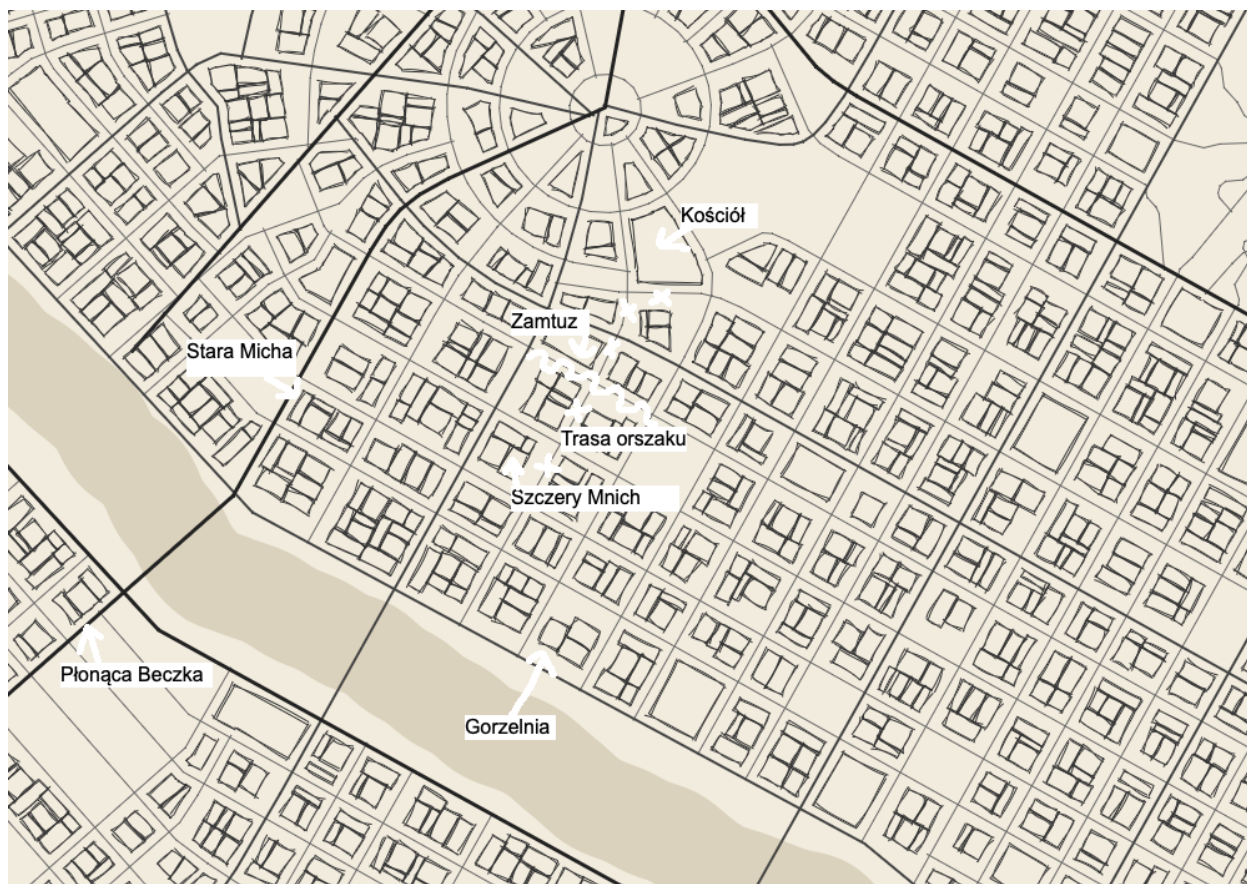 Kościół
Zamtuz
Stara Micha
Trasa orszaku
Szczery Mnich
Płonąca Beczka
Gorzelnia